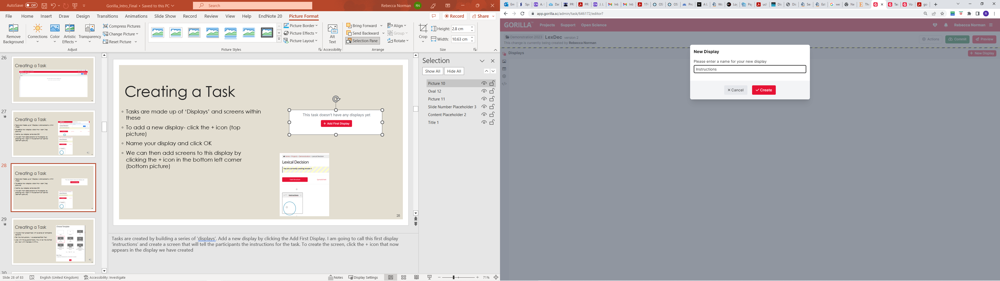 AutoSave Off
Gorilla_Intro_Final • Saved to this PC
Search
Rebecca Norman RN
File Home Insert Draw Design Transitions Animations Slide Show Record Review View Help EndNote 20 Picture Format
Record Share
Remove Background
Corrections
Color
Artistic Effects
Transparency
Compress Pictures
Change Picture
Reset Picture
Adjust
Picture Styles
Picture Border
Picture Effects
Picture Layout
Alt Text
Accessibility
Bring Forward
Send Backward
Selection Pane
Align
Group
Rotate
Arrange
Crop
Height: 2.8 cm
Width: 10.63 cm
Size
26
Creating a Task
27
Creating a Task
28
Creating a Task
29
Creating a Task
Choose Template
30
Creating a Task
Tasks are made up of ‘Displays’ and screens within
these
To add a new display- click the + icon (top
picture)
Name your display and click OK
We can then add screens to this display by
clicking the + icon in the bottom left corner
(bottom picture)
This task doesn't have any displays yet
+ Add First Display
Home > Projects > Demonstration > Lexical Decision
Lexical Decision
You are currently creating version 1
Task Structure Spreadsheet
Instructions
28
Selection
Show All Hide All
Picture 10
Oval 12
Picture 11
Slide Number Placeholder 3
Content Placeholder 2
Title 1
Tasks are created by building a series of ‘displays’. Add a new display by clicking the Add First Display. I am going to call this first display
‘instructions’ and create a screen that will tell the participants the instructions for the task. To create the screen, click the + icon that now
appears in the display we have created
Slide 28 of 83 English (United Kingdom) Accessibility: Investigate
Notes Display Settings 71%
app.gorilla.sc/admin/task/646172/editor?
GORILLA Projects Support Open Science
Rebecca Norman
Demonstration 2023 LexDec version 2
This change is currently being created by Rebecca Norman
Actions Commit Preview
Displays
+ New Display
New Display
Please enter a name for your new display
Instructions
Cancel Create